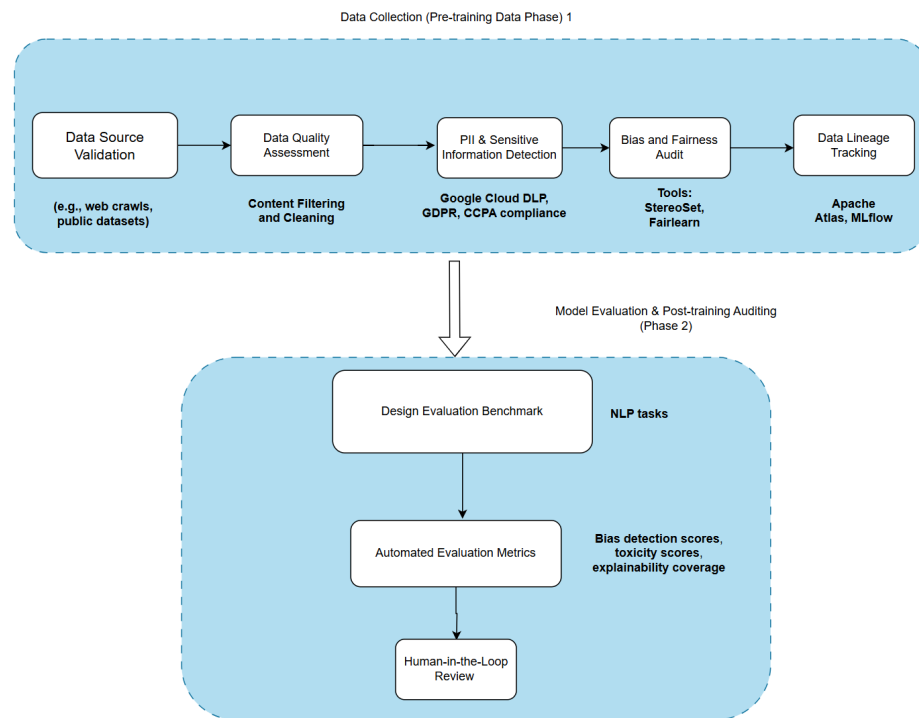 Data Collection (Pre-training Data Phase) 1
Data Source
Validation
Data Quality
Assessment
PII & Sensitive
Information Detection
Bias and Fairness
Audit
Data Lineage
Tracking
(e.g., web crawls,
public datasets)
Content Filtering
and Cleaning
Google Cloud DLP,
GDPR, CCPA compliance
Tools:
StereoSet,
Fairlearn
Apache
Atlas, MLflow
Model Evaluation & Post-training Auditing
(Phase 2)
Design Evaluation Benchmark
NLP tasks
Automated Evaluation Metrics
Bias detection scores,
toxicity scores,
explainability coverage
Human-in-the-Loop
Review